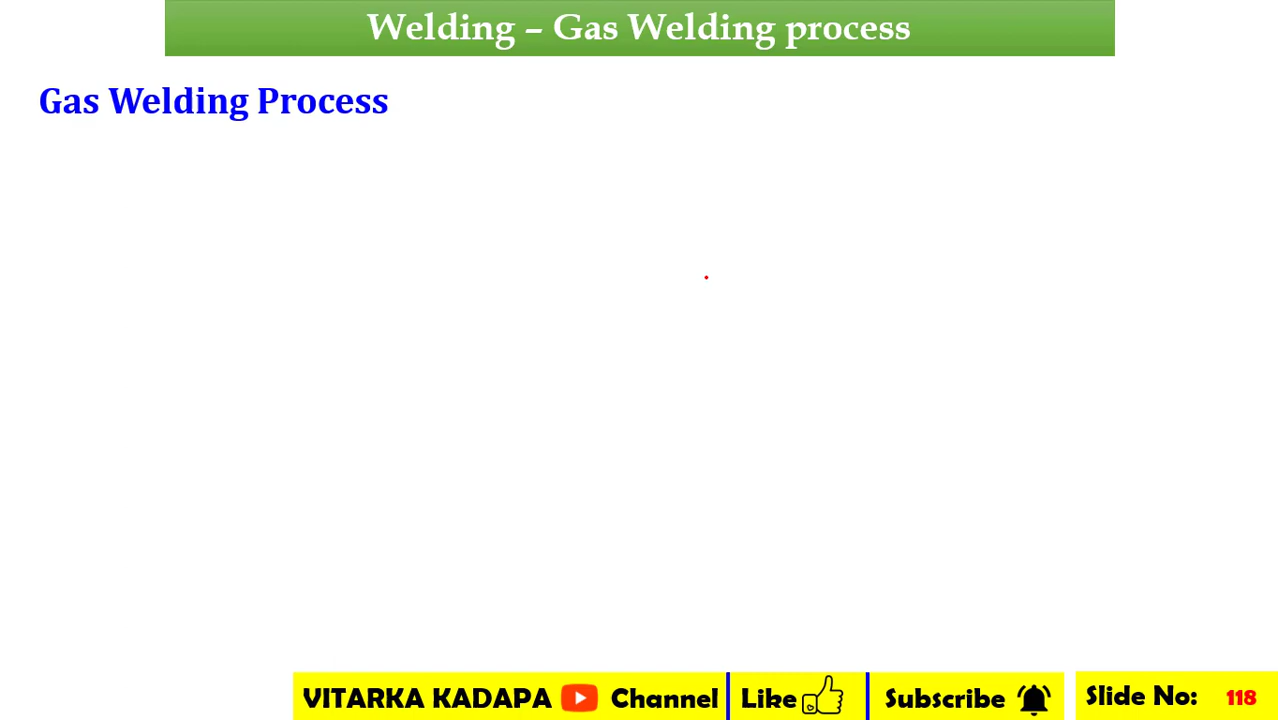 Welding – Gas Welding process
Gas Welding Process
VITARKA KADAPA Channel Like Subscribe Slide No: 118